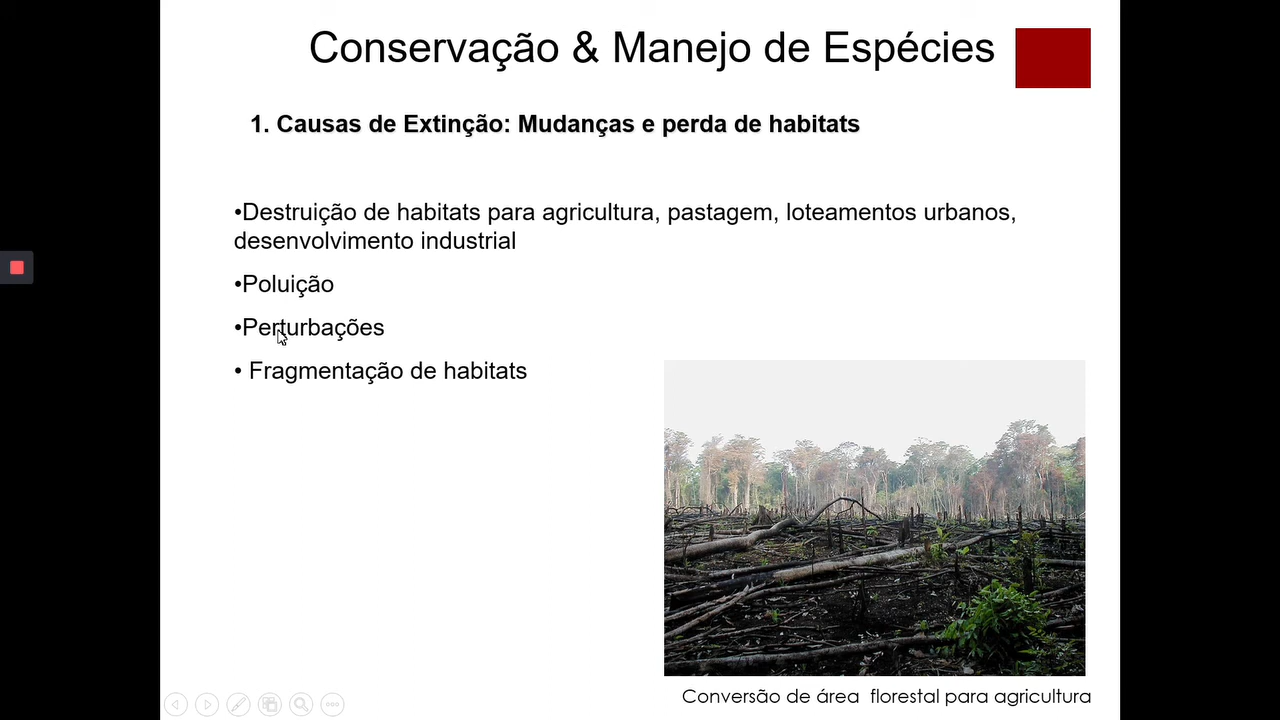 Conservação & Manejo de Espécies
1. Causas de Extinção: Mudanças e perda de habitats
•Destruição de habitats para agricultura, pastagem, loteamentos urbanos,
desenvolvimento industrial
•Poluição
•Perturbações
• Fragmentação de habitats
Conversão de área florestal para agricultura